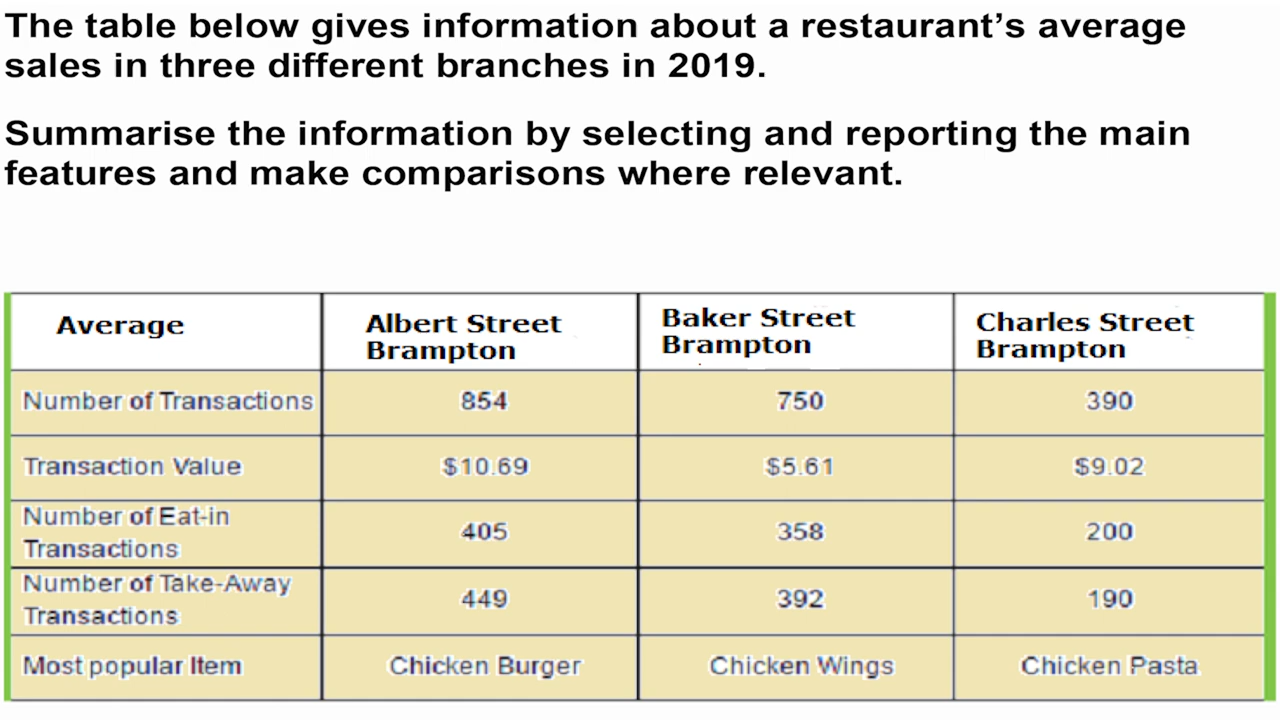 The table below gives information about a restaurant's average
sales in three different branches in 2019.
Summarise the information by selecting and reporting the main
features and make comparisons where relevant.
Average
Albert Street
Brampton
Baker Street
Brampton
Charles Street
Brampton
Number of Transactions 854 750 390
Transaction Value $10.69 $5.61 $9.02
Number of Eat-in
Transactions
405 358 200
Number of Take-Away
Transactions
449 392 190
Most popular Item Chicken Burger Chicken Wings Chicken Pasta